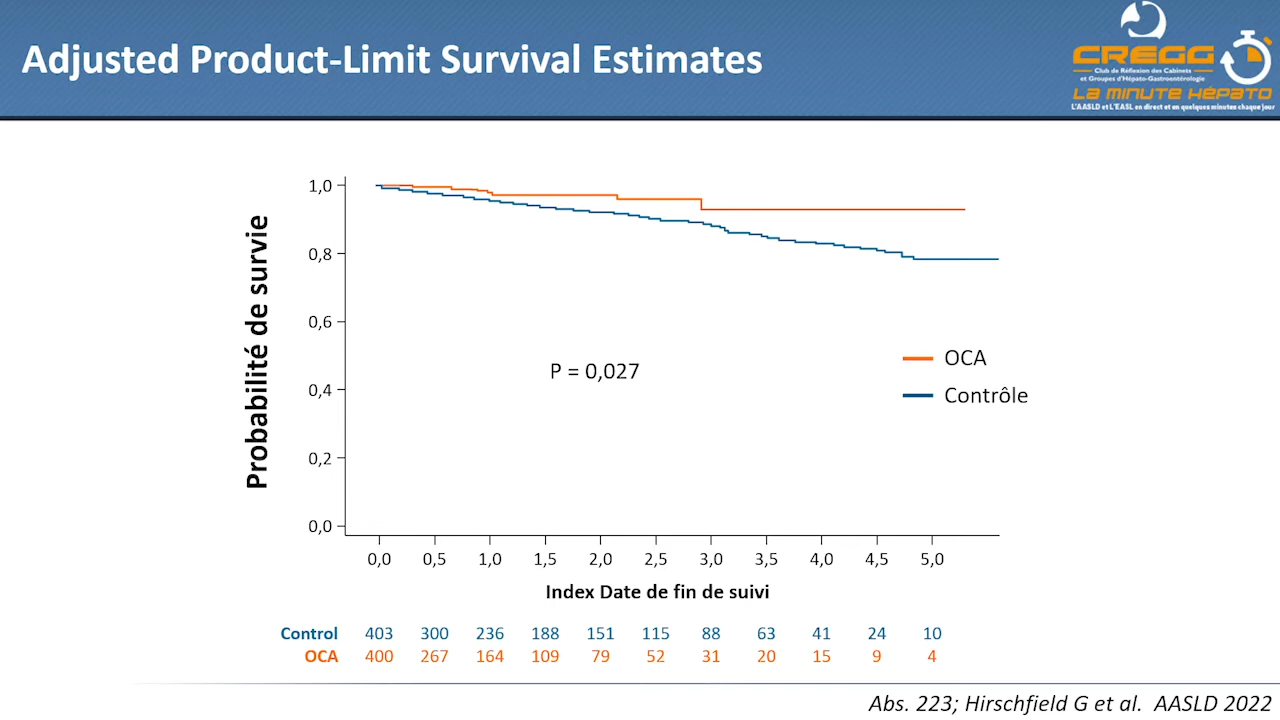 Adjusted Product-Limit Survival Estimates
CREGG
Club de Réflexion des Cabinets
et Groupes d'Hépato-Gastroentérologie
LA MINUTE HÉPATO
L'AASLD et L'EASL en direct et en quelques minutes chaque jour
Probabilité de survie
1,0
0,8
0,6
0,4
0,2
0,0
P = 0,027
OCA
Contrôle
0,0 0,5 1,0 1,5 2,0 2,5 3,0 3,5 4,0 4,5 5,0
Index Date de fin de suivi
Control 403 300 236 188 151 115 88 63 41 24 10
OCA 400 267 164 109 79 52 31 20 15 9 4
Abs. 223; Hirschfield G et al. AASLD 2022